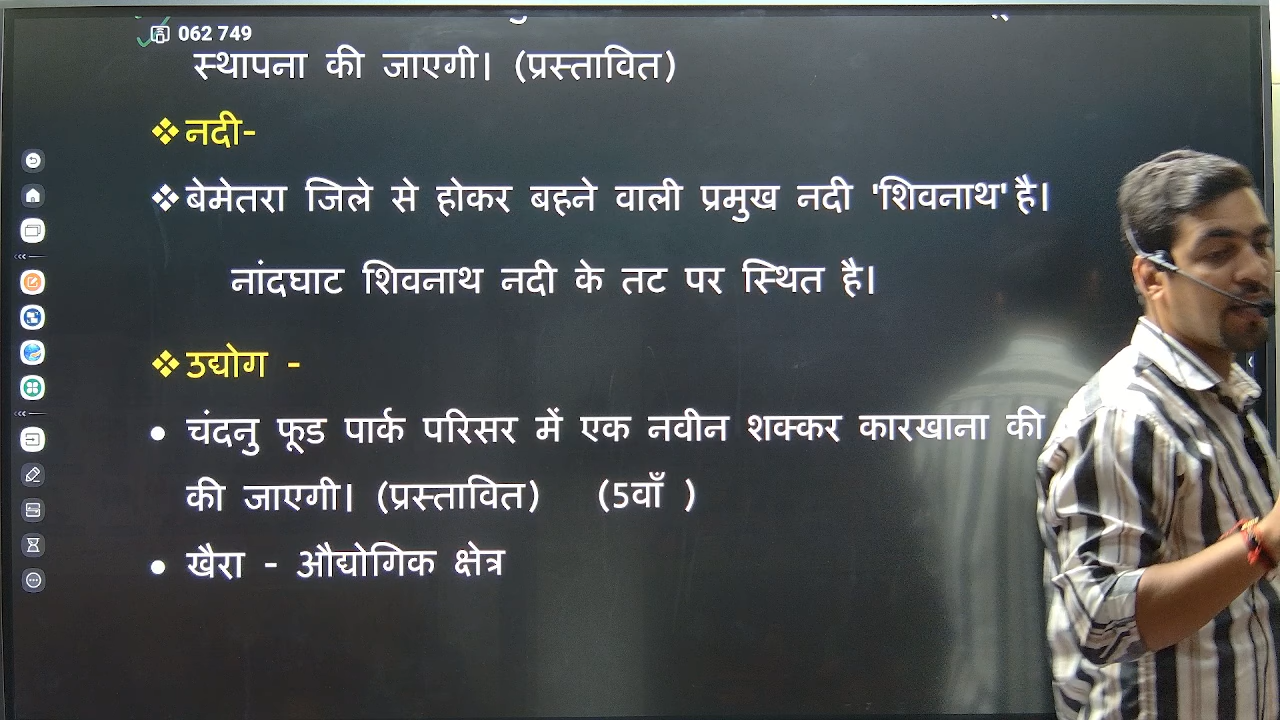 062 749
स्थापना की जाएगी। (प्रस्तावित)
❖ नदी-
❖ बेमेतरा जिले से होकर बहने वाली प्रमुख नदी 'शिवनाथ' है।
नांदघाट शिवनाथ नदी के तट पर स्थित है।
❖ उद्योग -
• चंदनु फूड पार्क परिसर में एक नवीन शक्कर कारखाना की
की जाएगी। (प्रस्तावित) (5वाँ )
• खैरा - औद्योगिक क्षेत्र